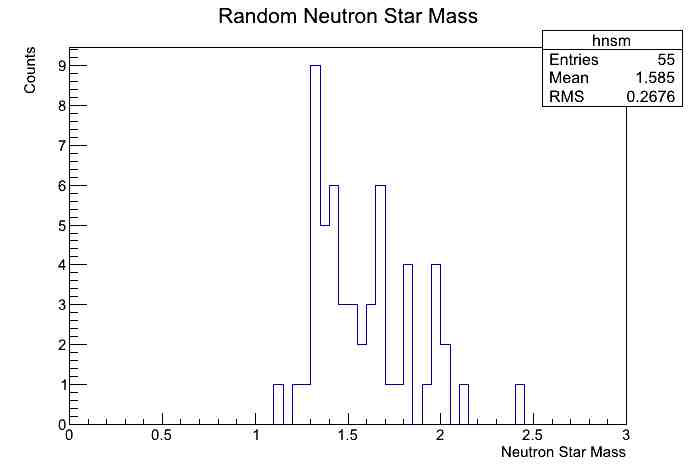 Random Neutron Star Mass
hnsm
Entries 55
Mean 1.585
RMS 0.2676
Counts
9
8
7
6
5
4
3
2
1
0
0 0.5 1 1.5 2 2.5 3
Neutron Star Mass